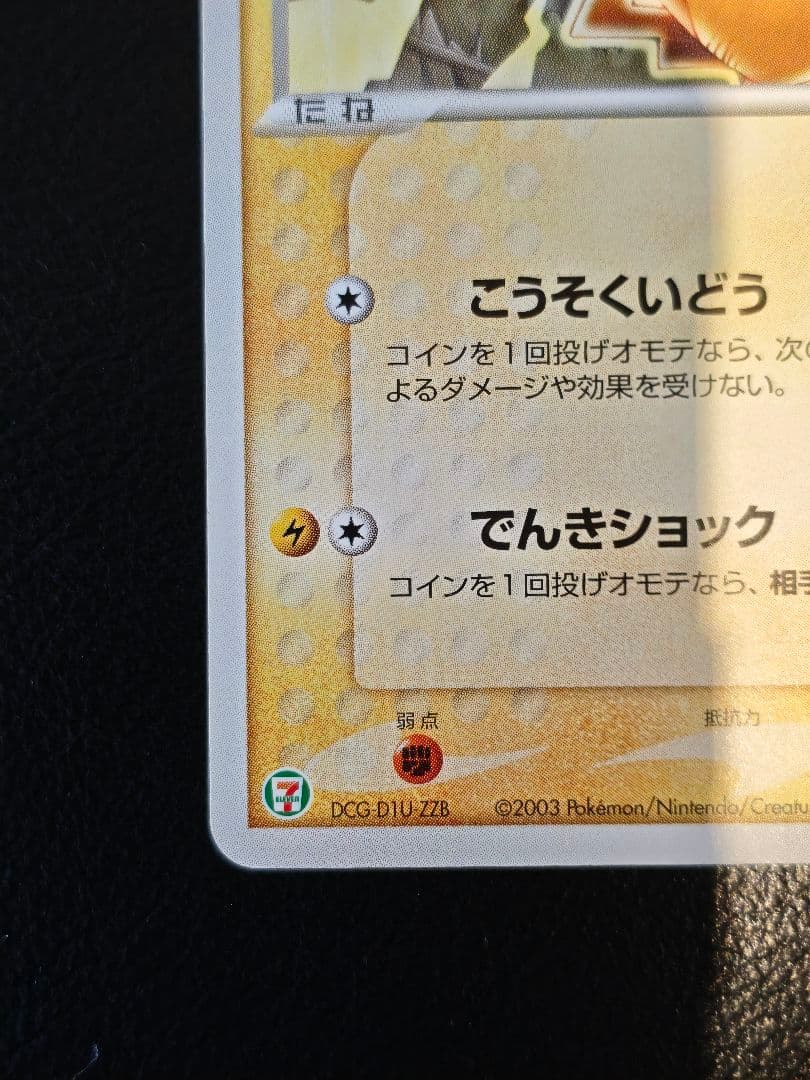 たね
こうそくいどう
コインを1回投げオモテなら、次の
よるダメージや効果を受けない。
でんきショック
コインを1回投げオモテなら、相手
弱点
抵抗力
7
ELEVEN
DCG-D1U-ZZB ©2003 Pokémon/Nintendo/Creatu